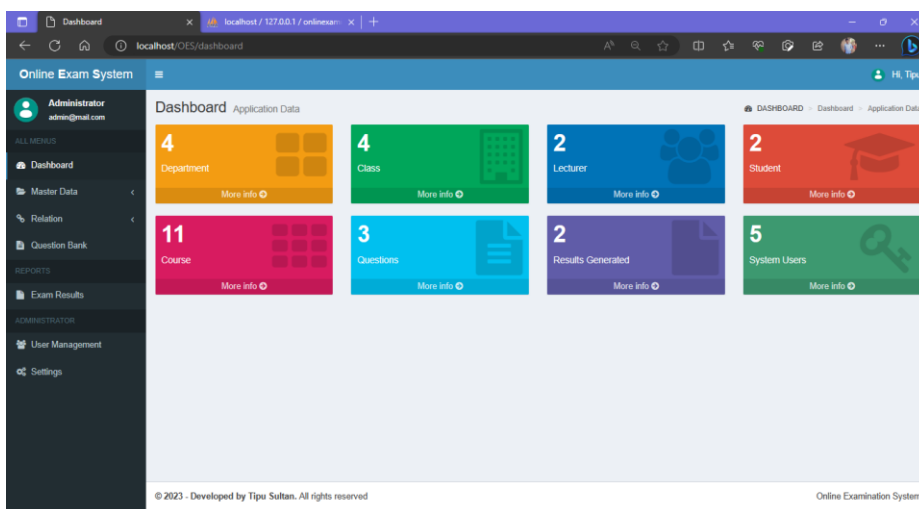 Dashboard
localhost / 127.0.0.1 / onlinexam
localhost/OES/dashboard
Online Exam System
Hi, Tipu
Administrator
admin@mail.com
Dashboard Application Data
DASHBOARD > Dashboard > Application Data
ALL MENUS
Dashboard
Master Data
Relation
Question Bank
REPORTS
Exam Results
ADMINISTRATOR
User Management
Settings
4
Department
More info
4
Class
More info
2
Lecturer
More info
2
Student
More info
11
Course
More info
3
Questions
More info
2
Results Generated
More info
5
System Users
More info
© 2023 - Developed by Tipu Sultan. All rights reserved
Online Examination System